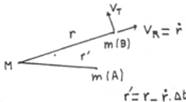 V_T
V_R = ṙ
r
m(B)
M
r'
m(A)
r' = r - ṙ. Δt